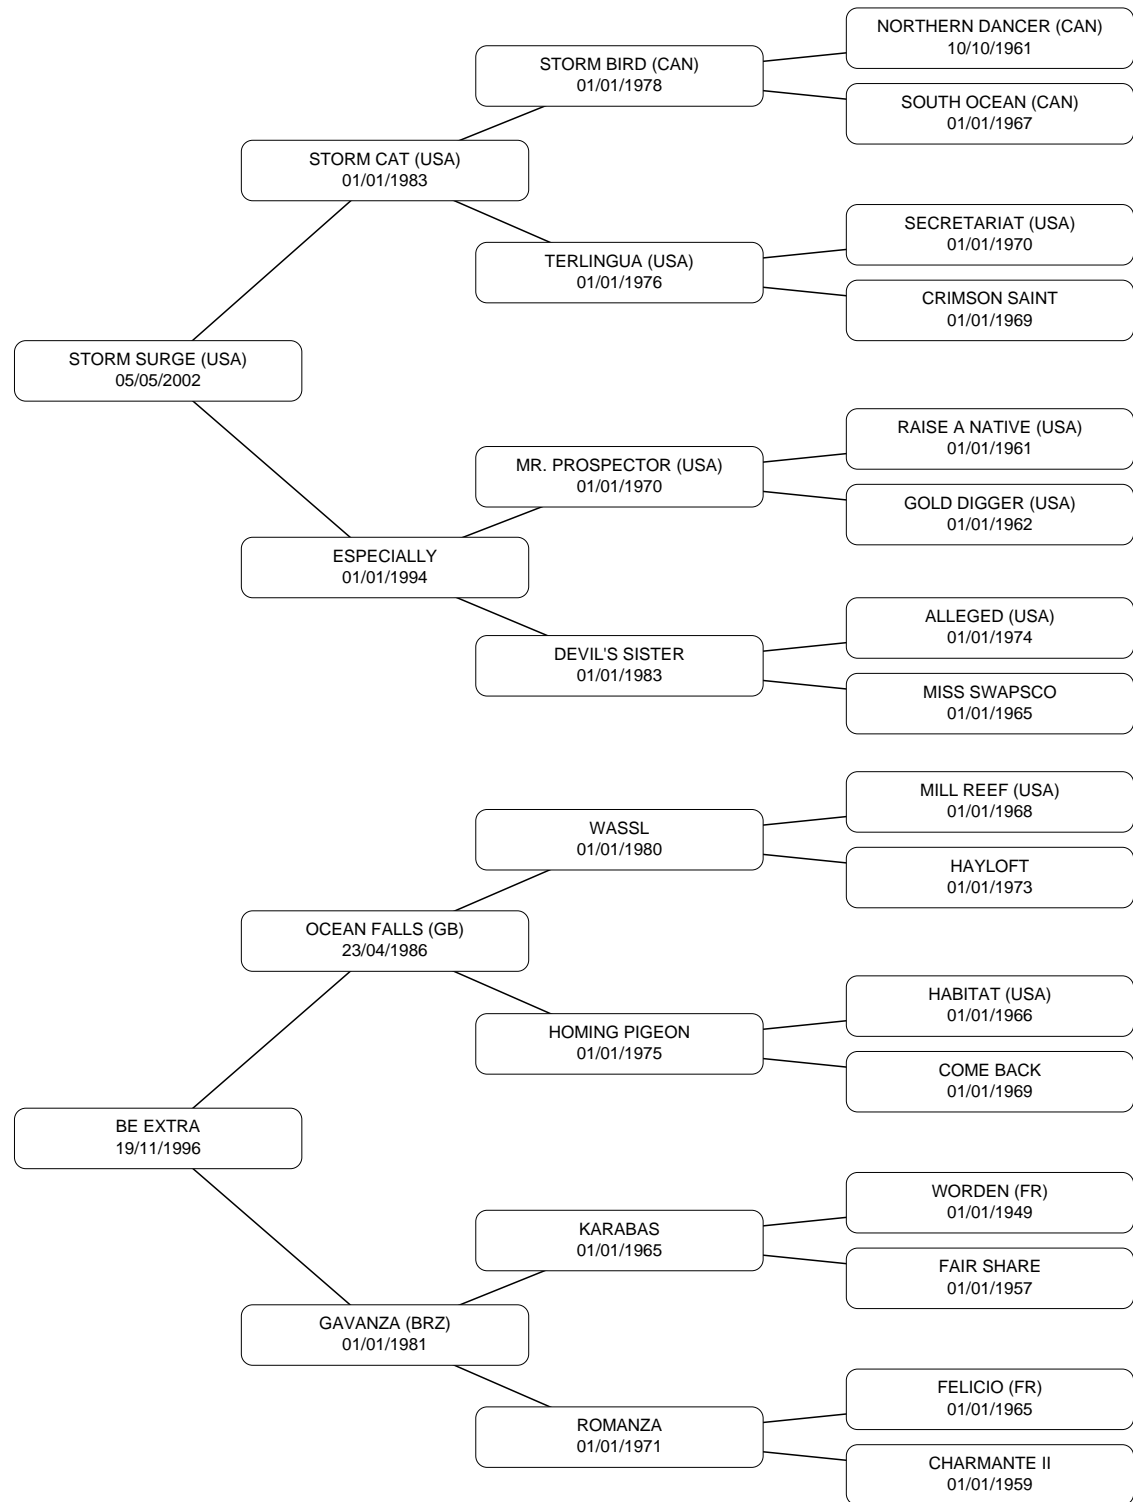 NORTHERN DANCER (CAN)
10/10/1961
STORM BIRD (CAN)
01/01/1978
SOUTH OCEAN (CAN)
01/01/1967
STORM CAT (USA)
01/01/1983
SECRETARIAT (USA)
01/01/1970
TERLINGUA (USA)
01/01/1976
CRIMSON SAINT
01/01/1969
STORM SURGE (USA)
05/05/2002
RAISE A NATIVE (USA)
01/01/1961
MR. PROSPECTOR (USA)
01/01/1970
GOLD DIGGER (USA)
01/01/1962
ESPECIALLY
01/01/1994
ALLEGED (USA)
01/01/1974
DEVIL'S SISTER
01/01/1983
MISS SWAPSCO
01/01/1965
MILL REEF (USA)
01/01/1968
WASSL
01/01/1980
HAYLOFT
01/01/1973
OCEAN FALLS (GB)
23/04/1986
HABITAT (USA)
01/01/1966
HOMING PIGEON
01/01/1975
COME BACK
01/01/1969
BE EXTRA
19/11/1996
WORDEN (FR)
01/01/1949
KARABAS
01/01/1965
FAIR SHARE
01/01/1957
GAVANZA (BRZ)
01/01/1981
FELICIO (FR)
01/01/1965
ROMANZA
01/01/1971
CHARMANTE II
01/01/1959